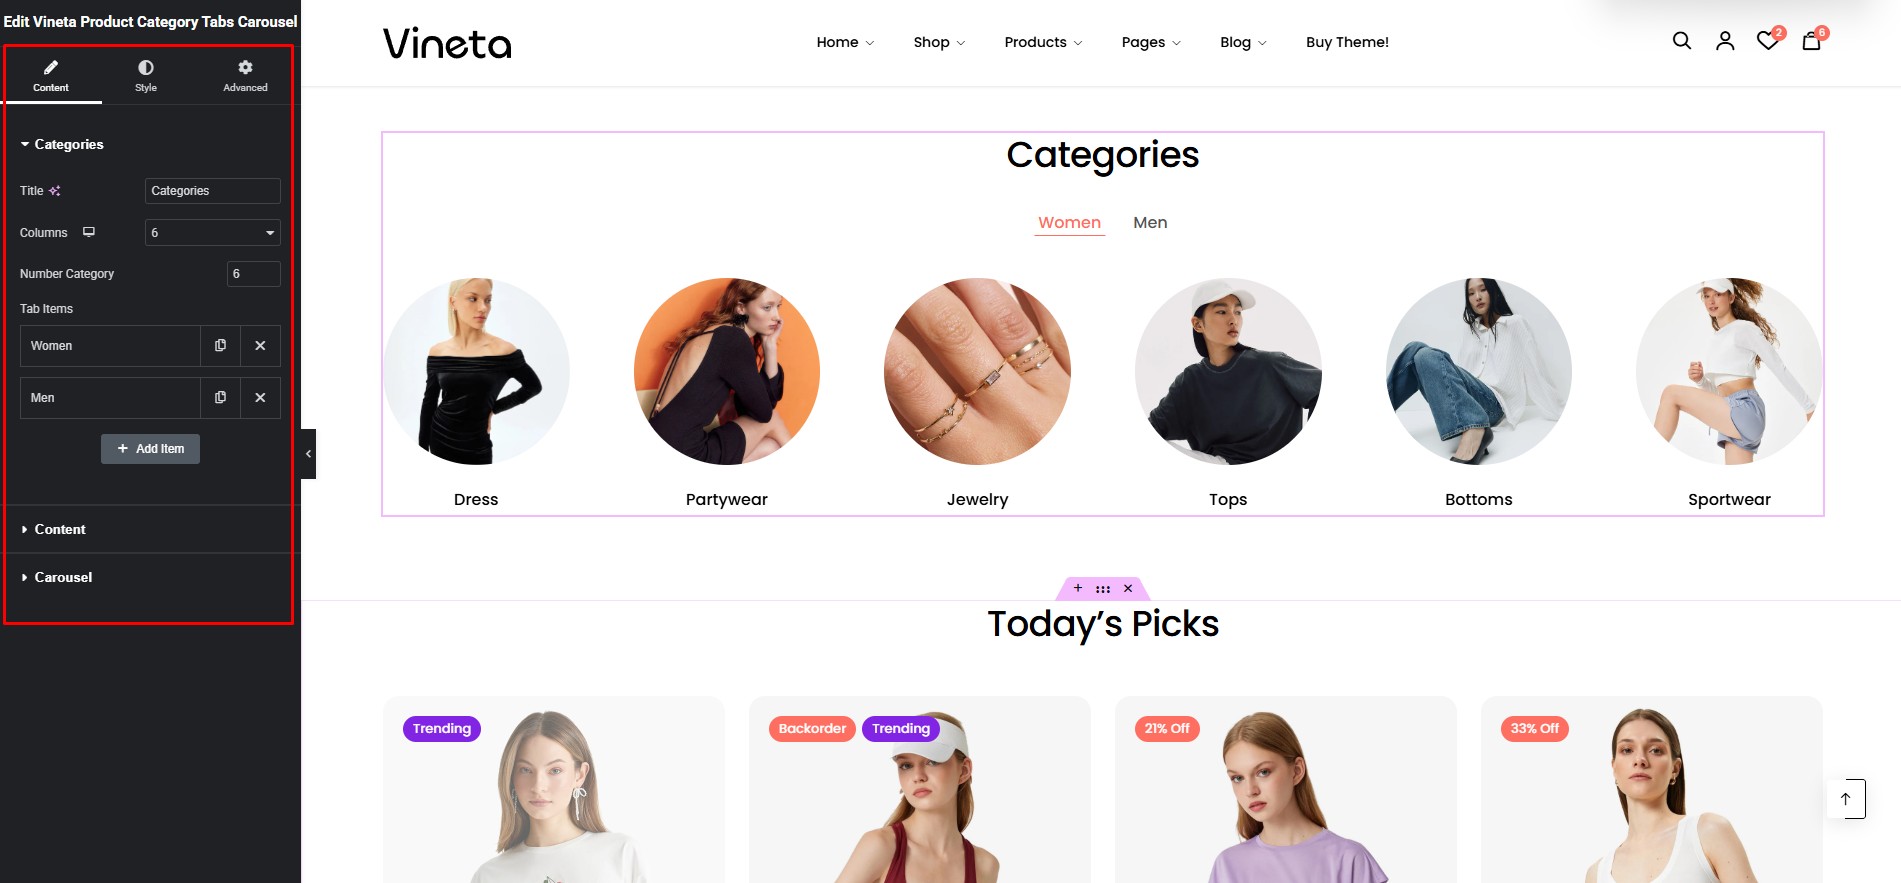 Edit Vineta Product Category Tabs Carousel
Content Style Advanced
Categories
Title Categories
Columns 6
Number Category 6
Tab Items
Women
Men
Add Item
Content
Carousel
Vineta
Home Shop Products Pages Blog Buy Theme!
2 6
Categories
Women Men
Dress Partywear Jewelry Tops Bottoms Sportwear
Today’s Picks
Trending Backorder Trending 21% Off 33% Off